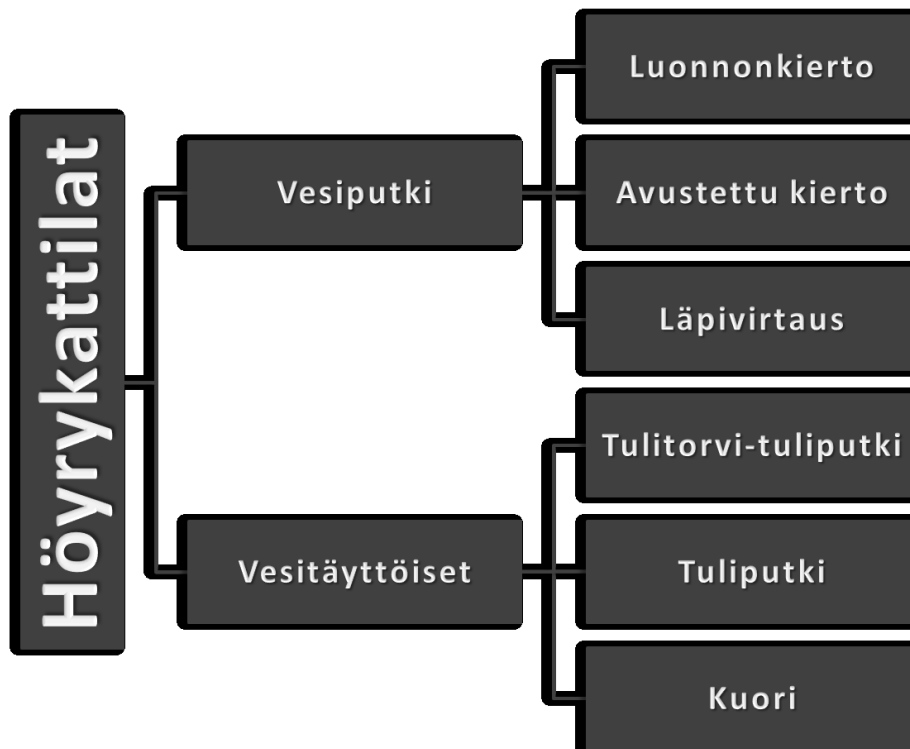 Höyrykattilat
Vesiputki
Luonnonkierto
Avustettu kierto
Läpivirtaus
Vesitäyttöiset
Tulitorvi-tuliputki
Tuliputki
Kuori